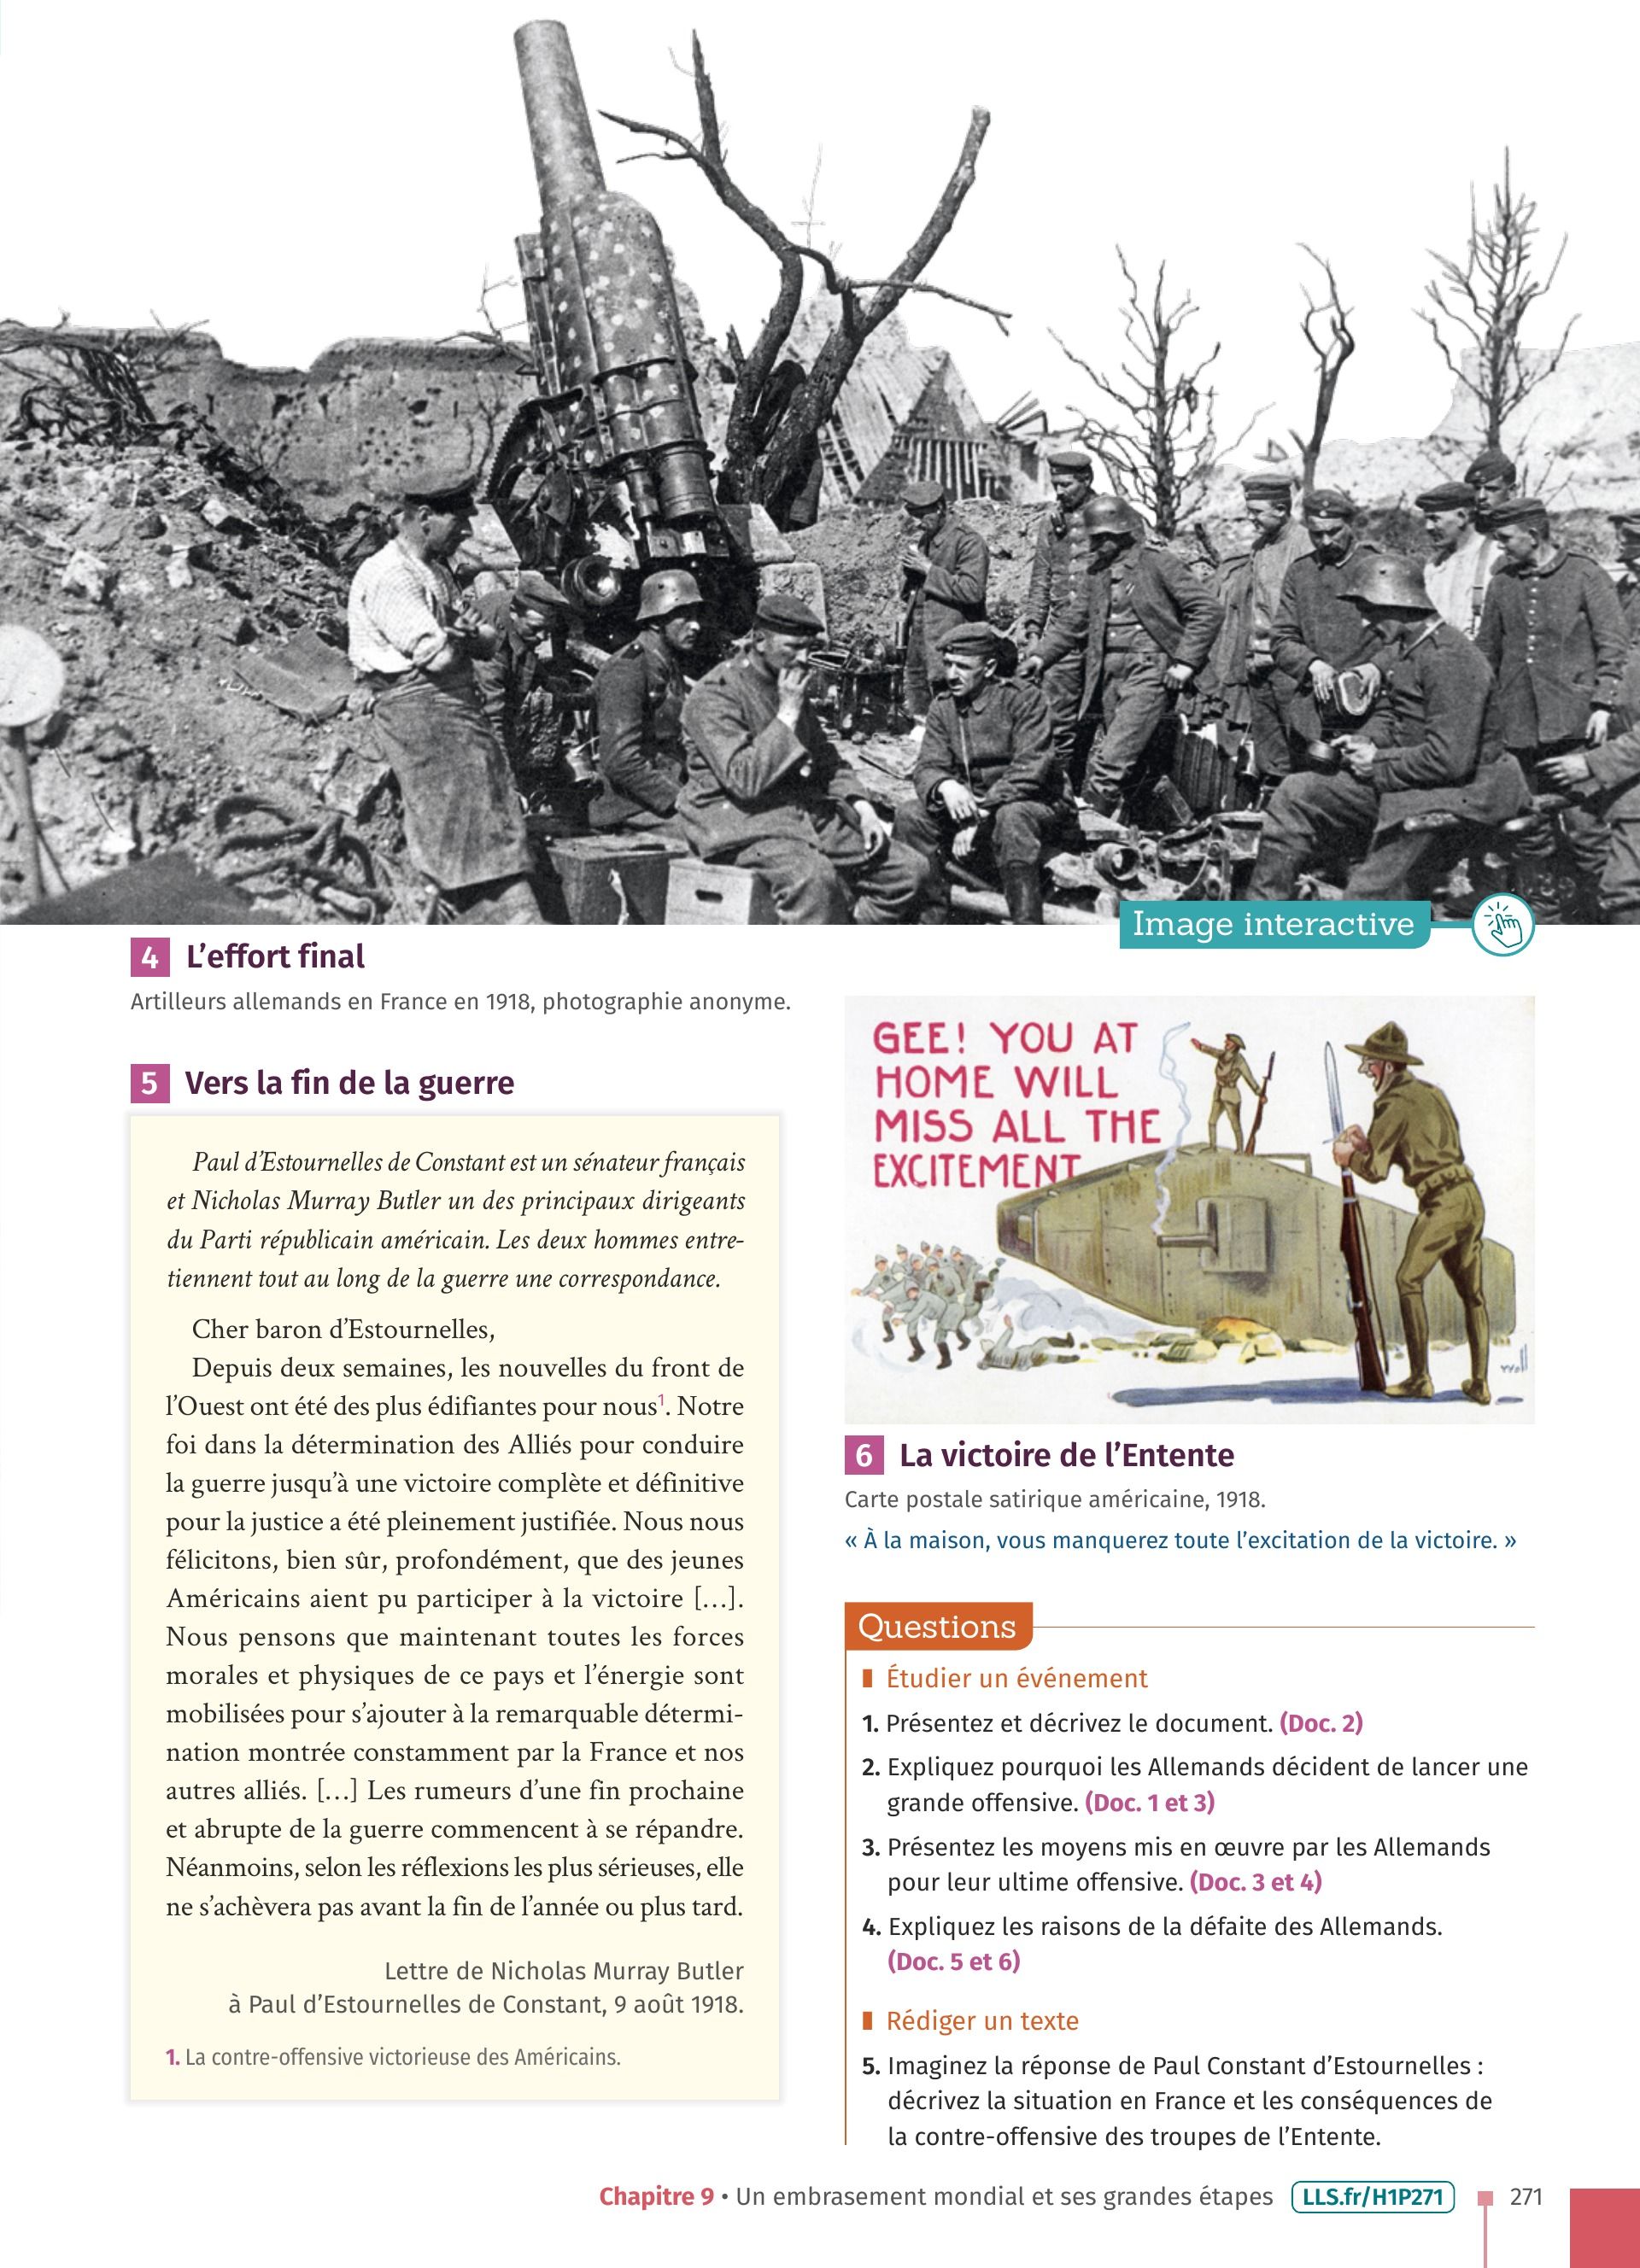 Image interactive
4 L’effort final
Artilleurs allemands en France en 1918, photographie anonyme.
5 Vers la fin de la guerre
Paul d’Estournelles de Constant est un sénateur français
et Nicholas Murray Butler un des principaux dirigeants
du Parti républicain américain. Les deux hommes entre-
tiennent tout au long de la guerre une correspondance.
Cher baron d’Estournelles,
Depuis deux semaines, les nouvelles du front de
l’Ouest ont été des plus édifiantes pour nous¹. Notre
foi dans la détermination des Alliés pour conduire
la guerre jusqu’à une victoire complète et définitive
pour la justice a été pleinement justifiée. Nous nous
félicitons, bien sûr, profondément, que des jeunes
Américains aient pu participer à la victoire […].
Nous pensons que maintenant toutes les forces
morales et physiques de ce pays et l’énergie sont
mobilisées pour s’ajouter à la remarquable détermi-
nation montrée constamment par la France et nos
autres alliés. […] Les rumeurs d’une fin prochaine
et abrupte de la guerre commencent à se répandre.
Néanmoins, selon les réflexions les plus sérieuses, elle
ne s’achèvera pas avant la fin de l’année ou plus tard.
Lettre de Nicholas Murray Butler
à Paul d’Estournelles de Constant, 9 août 1918.
1. La contre-offensive victorieuse des Américains.
GEE! YOU AT
HOME WILL
MISS ALL THE
EXCITEMENT
6 La victoire de l’Entente
Carte postale satirique américaine, 1918.
« À la maison, vous manquerez toute l’excitation de la victoire. »
Questions
Étudier un événement
1. Présentez et décrivez le document. (Doc. 2)
2. Expliquez pourquoi les Allemands décident de lancer une
grande offensive. (Doc. 1 et 3)
3. Présentez les moyens mis en œuvre par les Allemands
pour leur ultime offensive. (Doc. 3 et 4)
4. Expliquez les raisons de la défaite des Allemands.
(Doc. 5 et 6)
Rédiger un texte
5. Imaginez la réponse de Paul Constant d’Estournelles :
décrivez la situation en France et les conséquences de
la contre-offensive des troupes de l’Entente.
Chapitre 9 • Un embrasement mondial et ses grandes étapes LLS.fr/H1P271 271